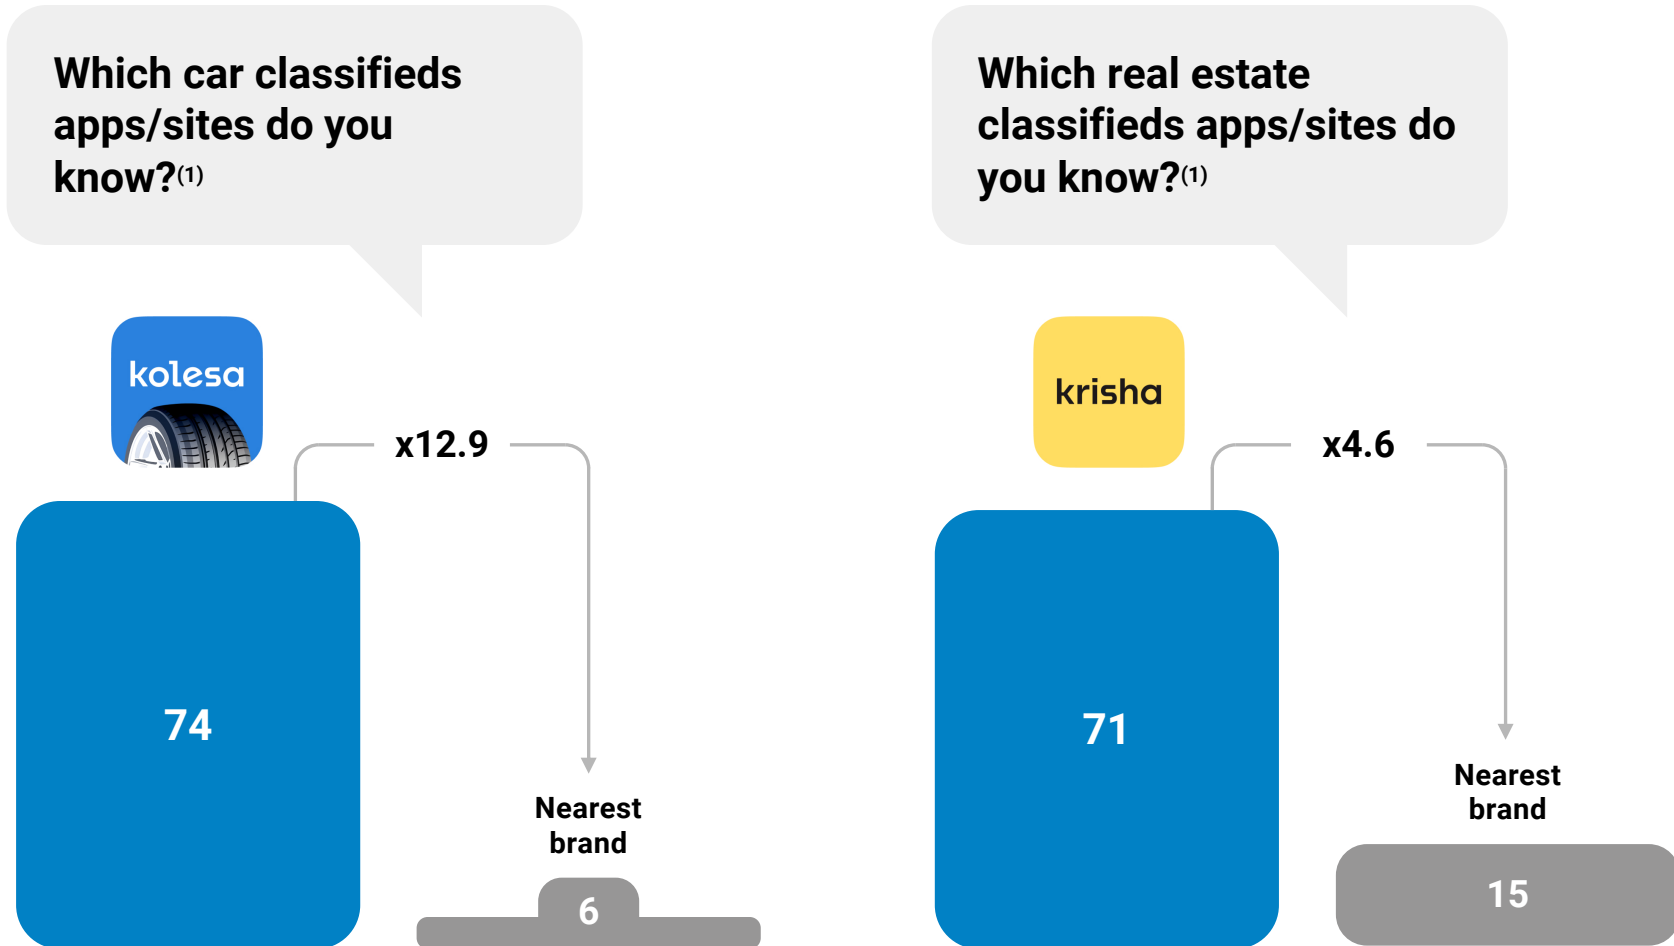 Which car classifieds
apps/sites do you
know?(1)
kolesa
x12.9
74
Nearest
brand
6
Which real estate
classifieds apps/sites do
you know?(1)
krisha
x4.6
71
Nearest
brand
15